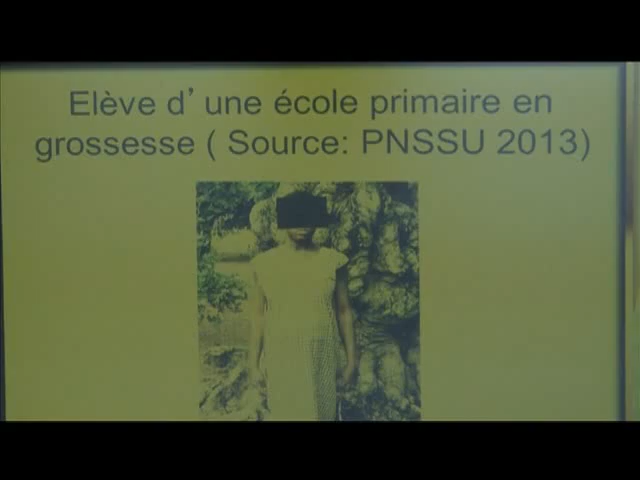 Elève d’une école primaire en
grossesse ( Source: PNSSU 2013)